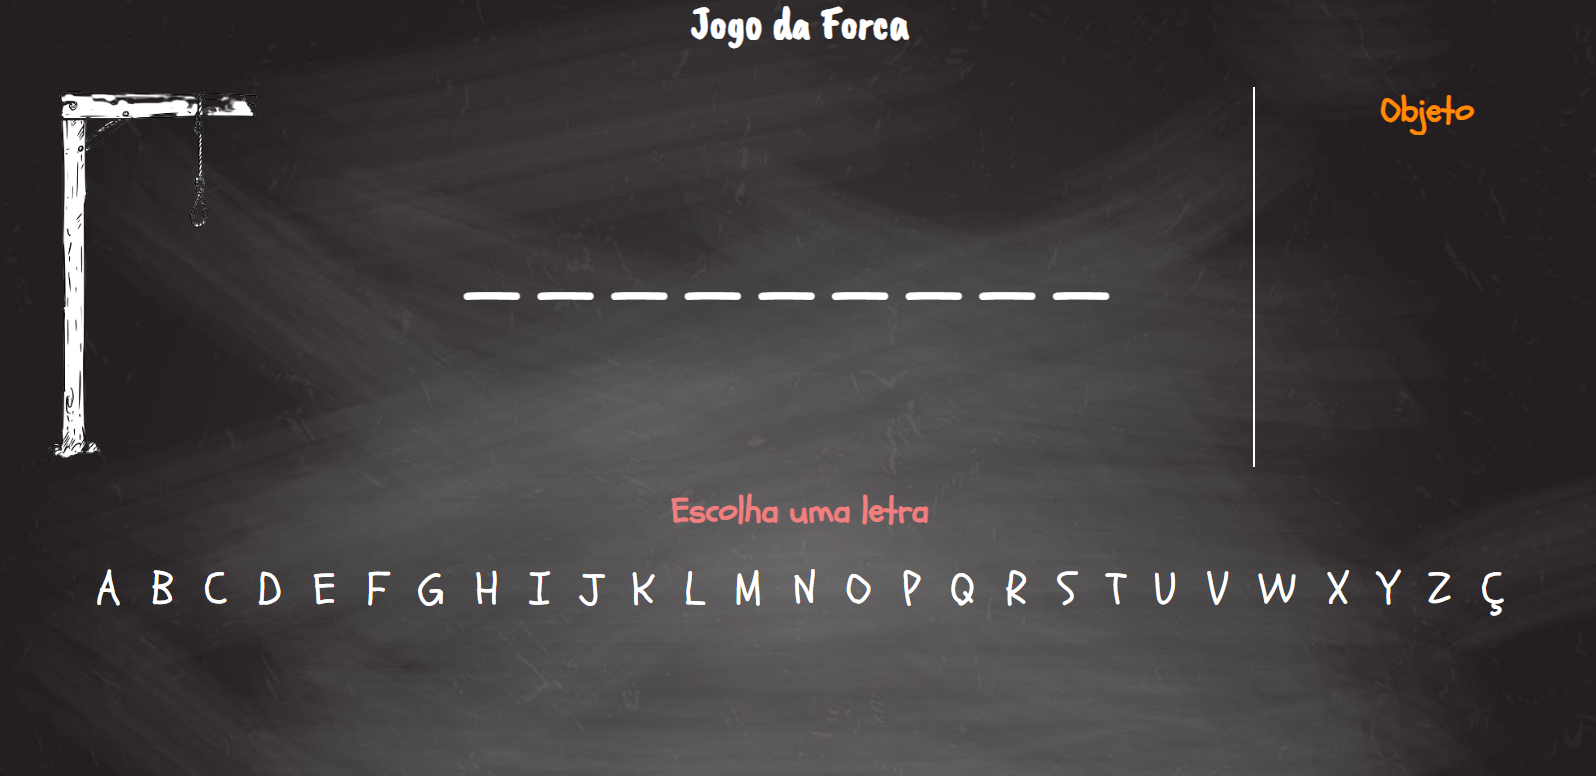 Jogo da Forca
Objeto
_ _ _ _ _ _ _ _ _
Escolha uma letra
A B C D E F G H I J K L M N O P Q R S T U V W X Y Z Ç